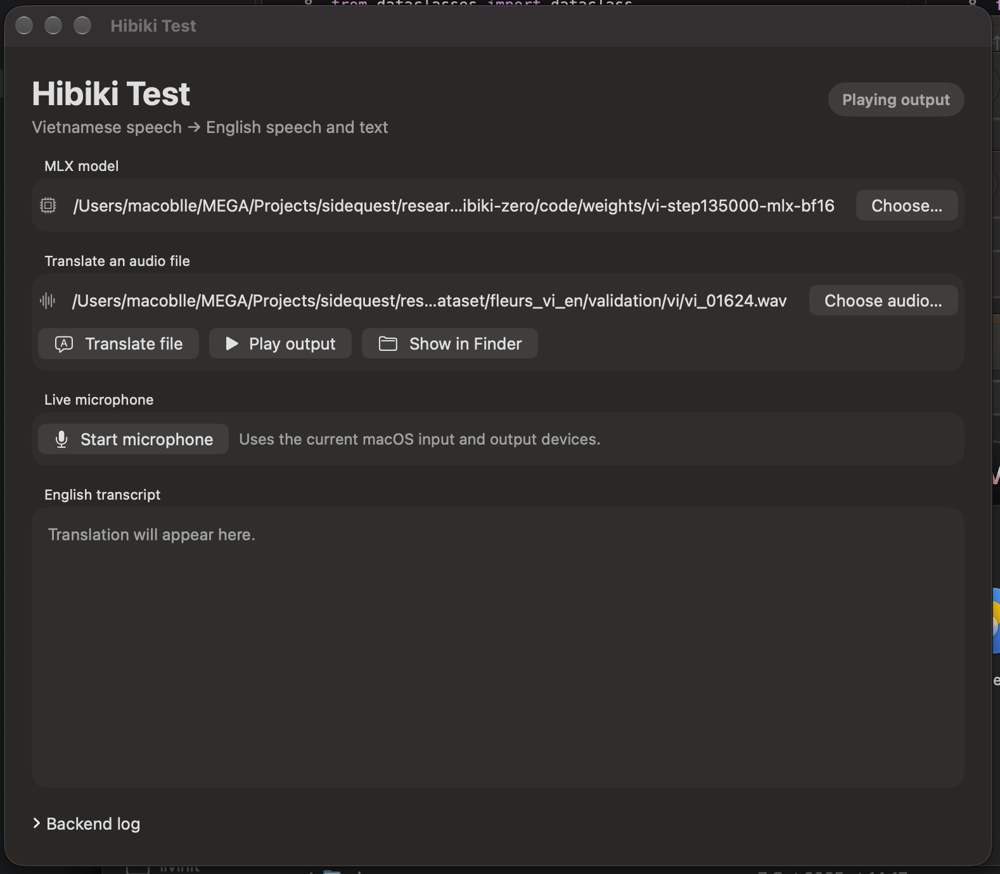 from dataclasses import dataclass
Hibiki Test
Hibiki Test
Playing output
Vietnamese speech → English speech and text
MLX model
/Users/macoblle/MEGA/Projects/sidequest/resear...ibiki-zero/code/weights/vi-step135000-mlx-bf16
Choose...
Translate an audio file
/Users/macoblle/MEGA/Projects/sidequest/res...ataset/fleurs_vi_en/validation/vi/vi_01624.wav
Choose audio...
Translate file
Play output
Show in Finder
Live microphone
Start microphone
Uses the current macOS input and output devices.
English transcript
Translation will appear here.
Backend log